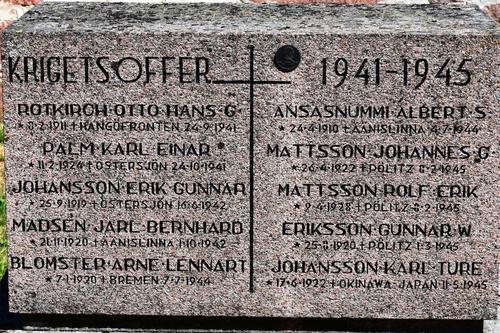 KRIGETS OFFER 1941-1945
ROTKIRCH·OTTO·HANS·G·
*8·2·1911+HANGÖFRONTEN 24·9·1941
PALM·KARL·EINAR·
*11·2·1924+ÖSTERSJÖN 24·10·1941
JOHANSSON·ERIK·GUNNAR
*25·9·1919+ÖSTERSJÖN 16·6·1942
MADSEN·JARL·BERNHARD
*21·1·1920+ÄÄNISLINNA 1·10·1942
BLOMSTER·ARNE·LENNART
*7·1·1920+BREMEN 7·7·1944
ANSASNUMMI·ALBERT·S·
*24·4·1910+ÄÄNISLINNA 4·7·1944
MATTSSON·JOHANNES·G·
*26·4·1922+PÖLITZ 8·2·1945
MATTSSON·ROLF·ERIK
*9·4·1928+PÖLITZ 8·2·1945
ERIKSSON·GUNNAR·W·
*25·8·1920+PÖLITZ 1·3·1945
JOHANSSON·KARL·TURE
*17·6·1922+OKINAWA·JAPAN 11·5·1945